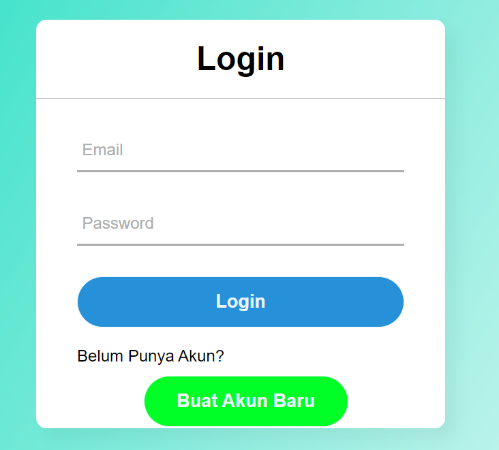 Login
Email
Password
Login
Belum Punya Akun?
Buat Akun Baru